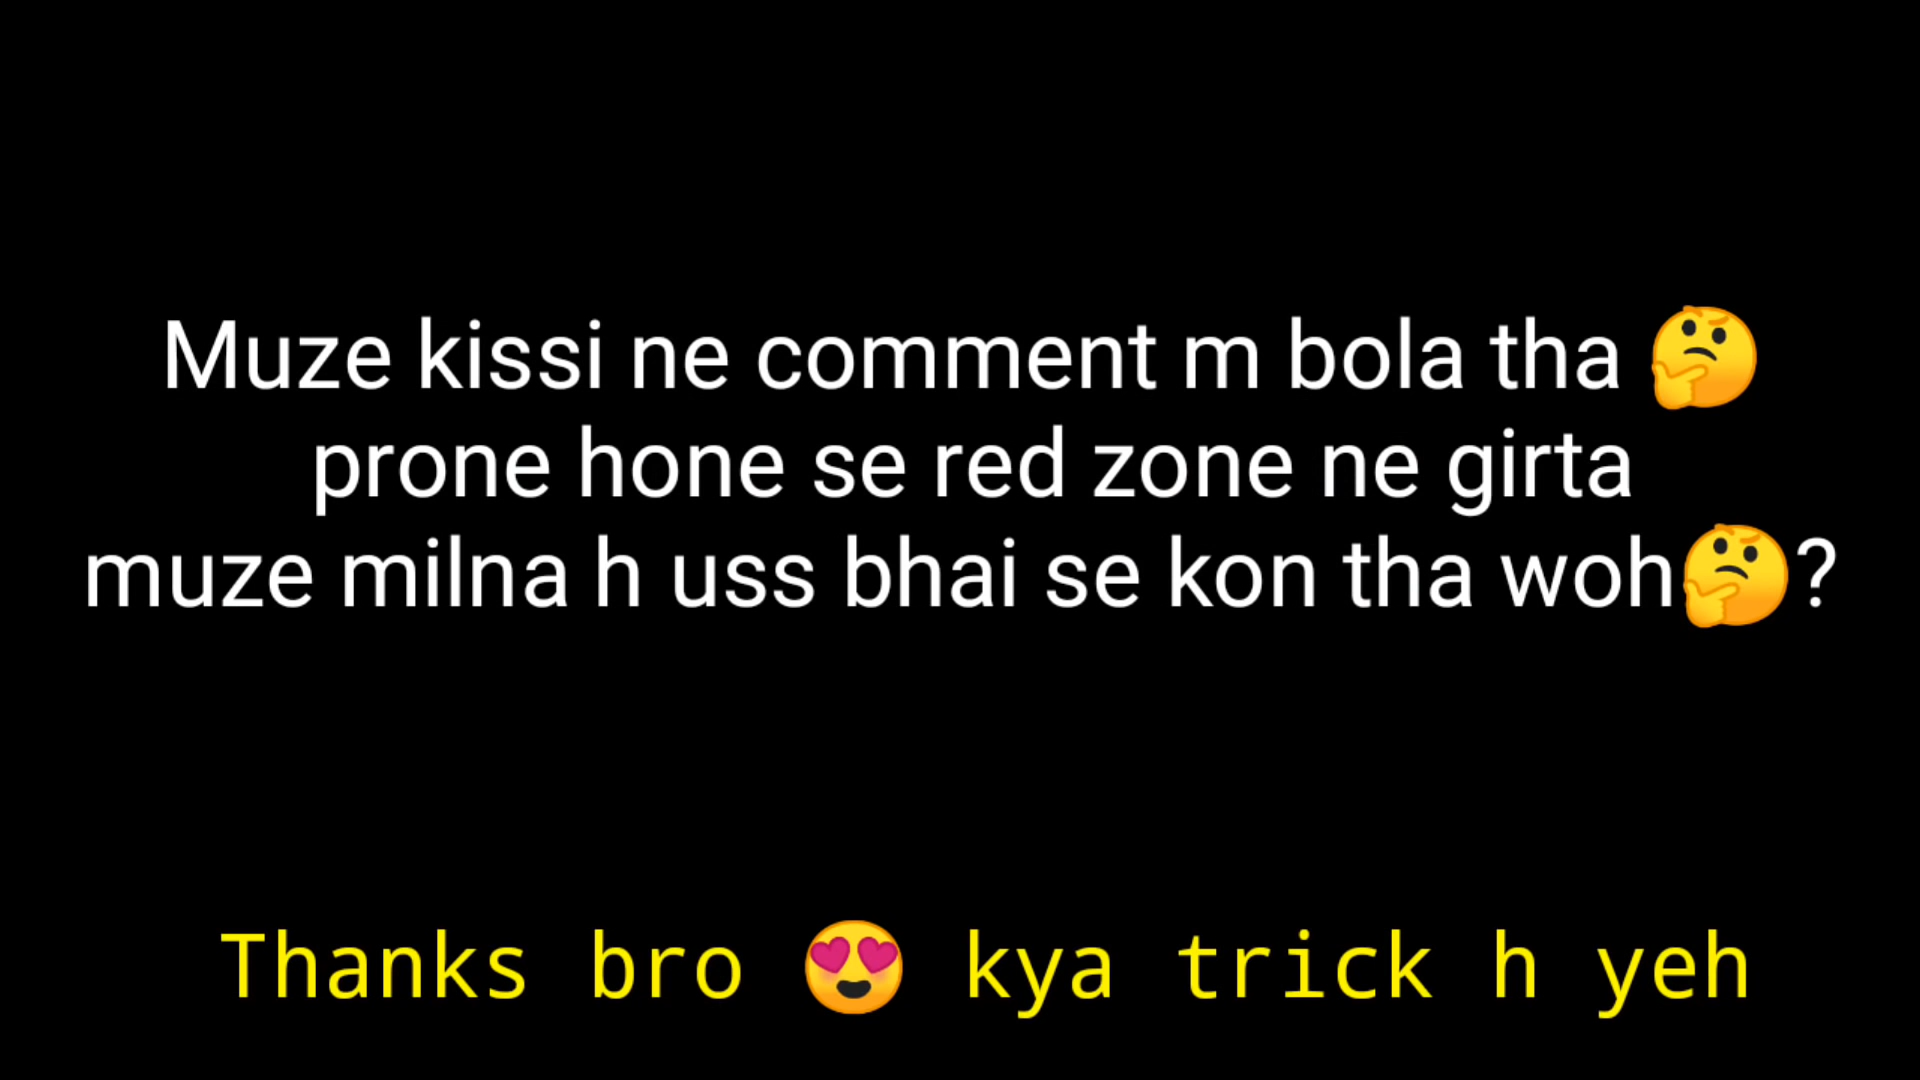 Muze kissi ne comment m bola tha 🤔
prone hone se red zone ne girta
muze milna h uss bhai se kon tha woh🤔?
Thanks bro 😍 kya trick h yeh